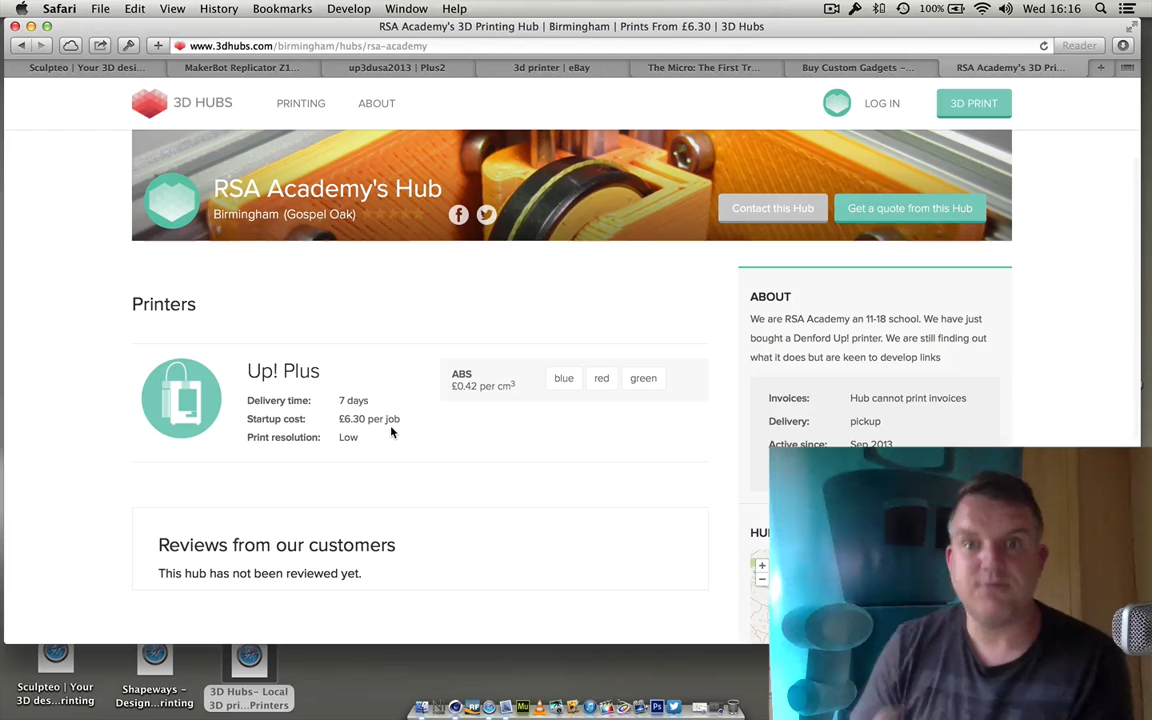 Safari File Edit View History Bookmarks Develop Window Help 100% Wed 16:16
RSA Academy's 3D Printing Hub | Birmingham | Prints From £6.30 | 3D Hubs
www.3dhubs.com/birmingham/hubs/rsa-academy Reader
Sculpteo | Your 3D desi... MakerBot Replicator Z1... up3dusa2013 | Plus2 3d printer | eBay The Micro: The First Tr... Buy Custom Gadgets –... RSA Academy's 3D Pri...
3D HUBS PRINTING ABOUT LOG IN 3D PRINT
RSA Academy's Hub
Birmingham (Gospel Oak)
Contact this Hub Get a quote from this Hub
Printers
Up! Plus
Delivery time: 7 days
Startup cost: £6.30 per job
Print resolution: Low
ABS
£0.42 per cm³
blue red green
ABOUT
We are RSA Academy an 11-18 school. We have just
bought a Denford Up! printer. We are still finding out
what it does but are keen to develop links
Invoices: Hub cannot print invoices
Delivery: pickup
Active since: Sep 2013
Reviews from our customers
This hub has not been reviewed yet.
Sculpteo | Your
3D des...rinting
Shapeways –
Design...rinting
3D Hubs- Local
3D pri...Printers